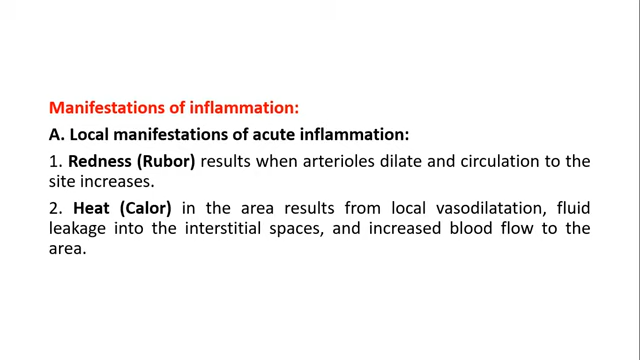 Manifestations of inflammation:
A. Local manifestations of acute inflammation:
1. Redness (Rubor) results when arterioles dilate and circulation to the
site increases.
2. Heat (Calor) in the area results from local vasodilatation, fluid
leakage into the interstitial spaces, and increased blood flow to the
area.